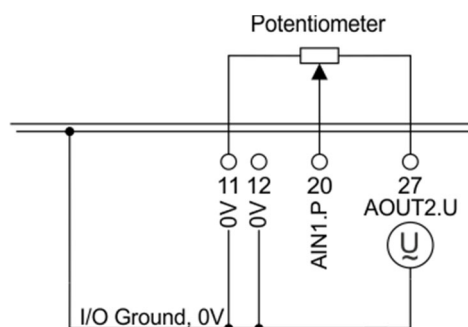 Potentiometer
11 12 20 27
0V 0V AIN1.P AOUT2.U
U
~
I/O Ground, 0V